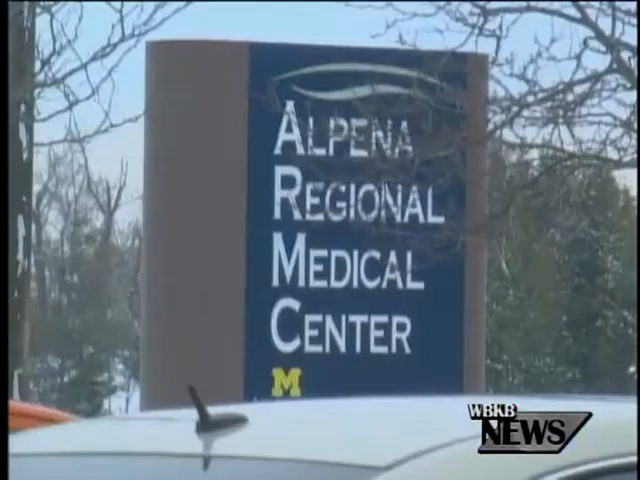 ALPENA
REGIONAL
MEDICAL
CENTER
M
WBKB
NEWS